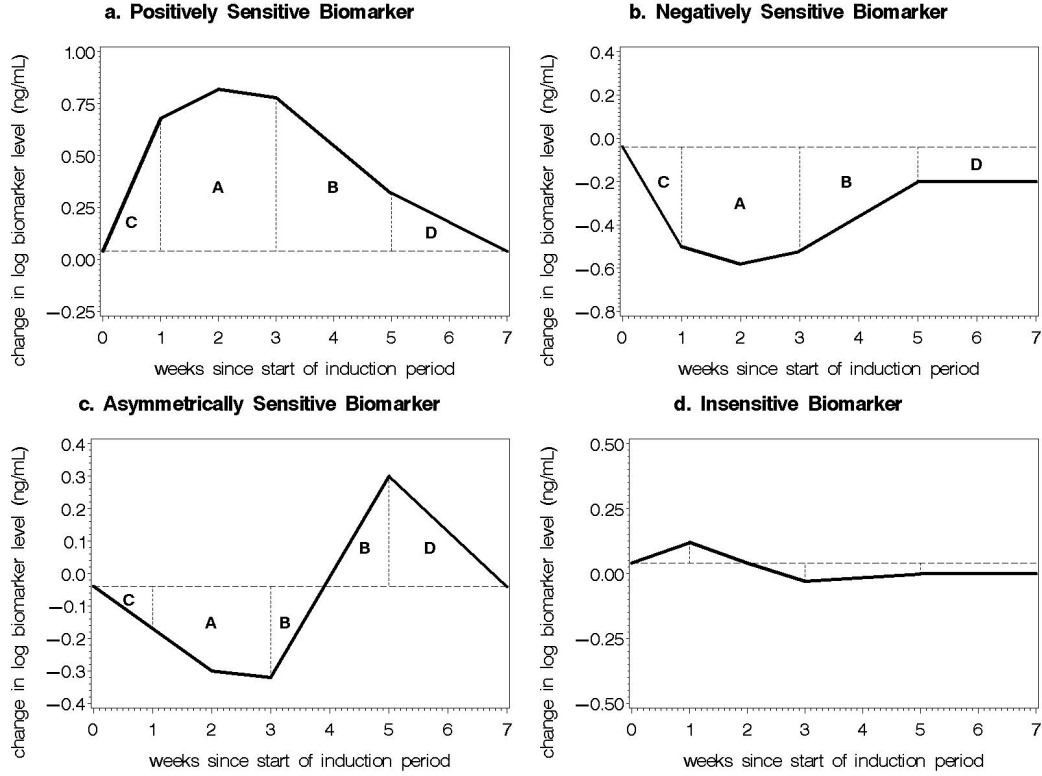 a. Positively Sensitive Biomarker
change in log biomarker level (ng/mL)
1.00
0.75
0.50
0.25
0.00
−0.25
C
A
B
D
0 1 2 3 4 5 6 7
weeks since start of induction period
b. Negatively Sensitive Biomarker
change in log biomarker level (ng/mL)
0.4
0.2
0.0
−0.2
−0.4
−0.6
−0.8
C
A
B
D
0 1 2 3 4 5 6 7
weeks since start of induction period
c. Asymmetrically Sensitive Biomarker
change in log biomarker level (ng/mL)
0.4
0.3
0.2
0.1
0.0
−0.1
−0.2
−0.3
−0.4
C
A
B
B
D
0 1 2 3 4 5 6 7
weeks since start of induction period
d. Insensitive Biomarker
change in log biomarker level (ng/mL)
0.50
0.25
0.00
−0.25
−0.50
0 1 2 3 4 5 6 7
weeks since start of induction period